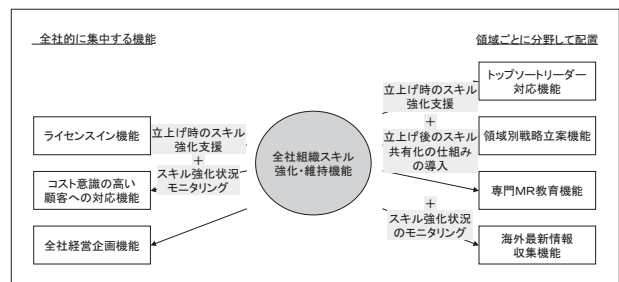 全社的に集中する機能
領域ごとに分野して配置
ライセンスイン機能
コスト意識の高い
顧客への対応機能
全社経営企画機能
立上げ時のスキル
強化支援
+
スキル強化状況
モニタリング
全社組織スキル
強化・維持機能
立上げ時のスキル
強化支援
+
立上げ後のスキル
共有化の仕組み
の導入
+
スキル強化状況
のモニタリング
トップソートリーダー
対応機能
領域別戦略立案機能
専門MR教育機能
海外最新情報
収集機能